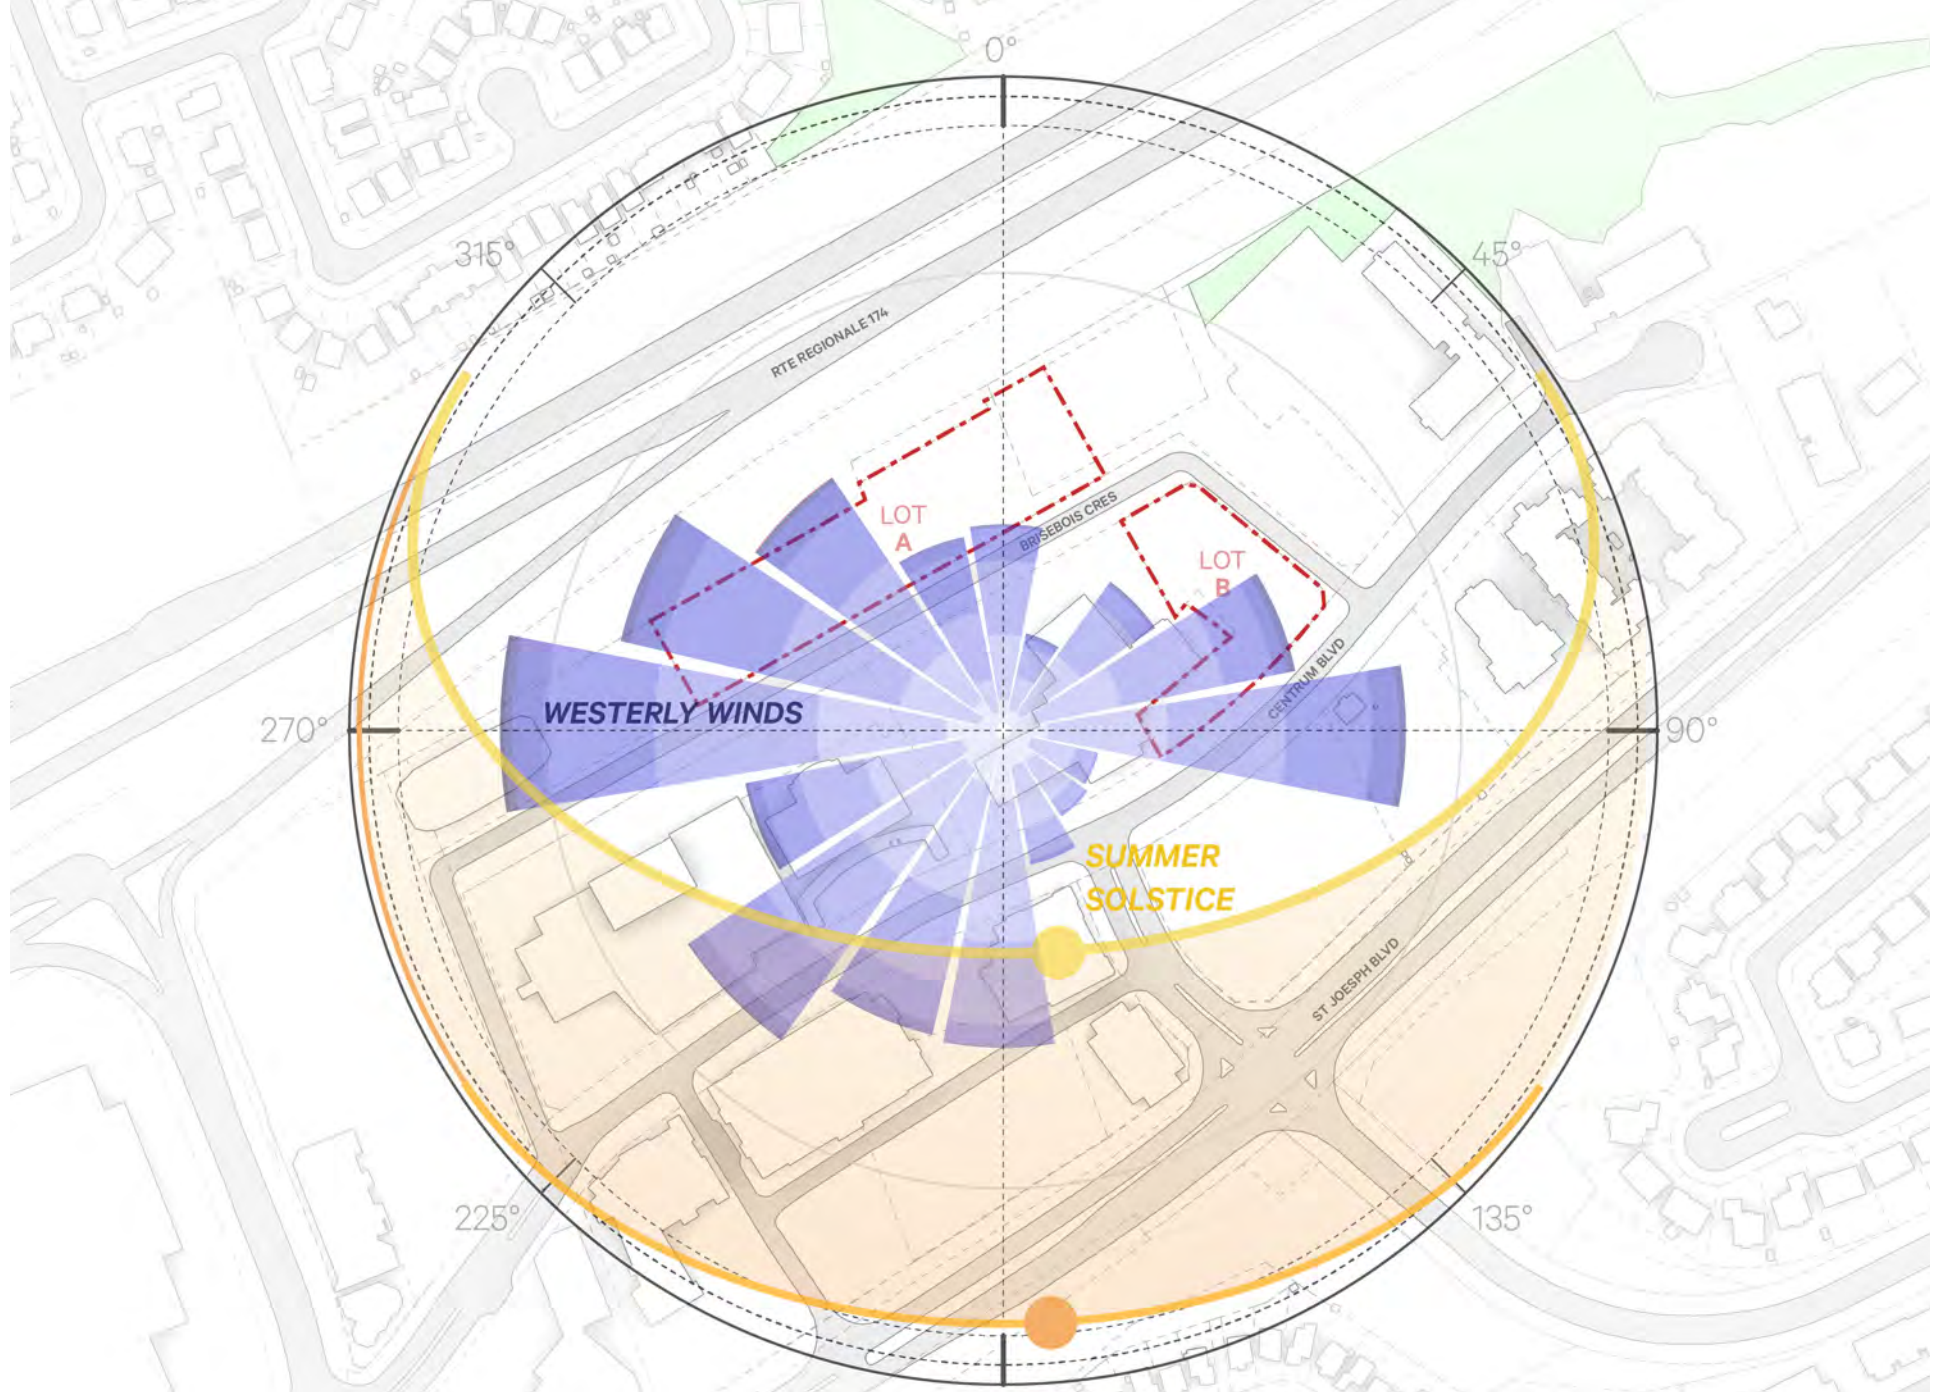 0°
315°
45°
RTE REGIONALE 174
BRISEBOIS CRES
LOT
A
LOT
B
CENTRUM BLVD
WESTERLY WINDS
270°
90°
SUMMER
SOLSTICE
ST JOESPH BLVD
225°
135°